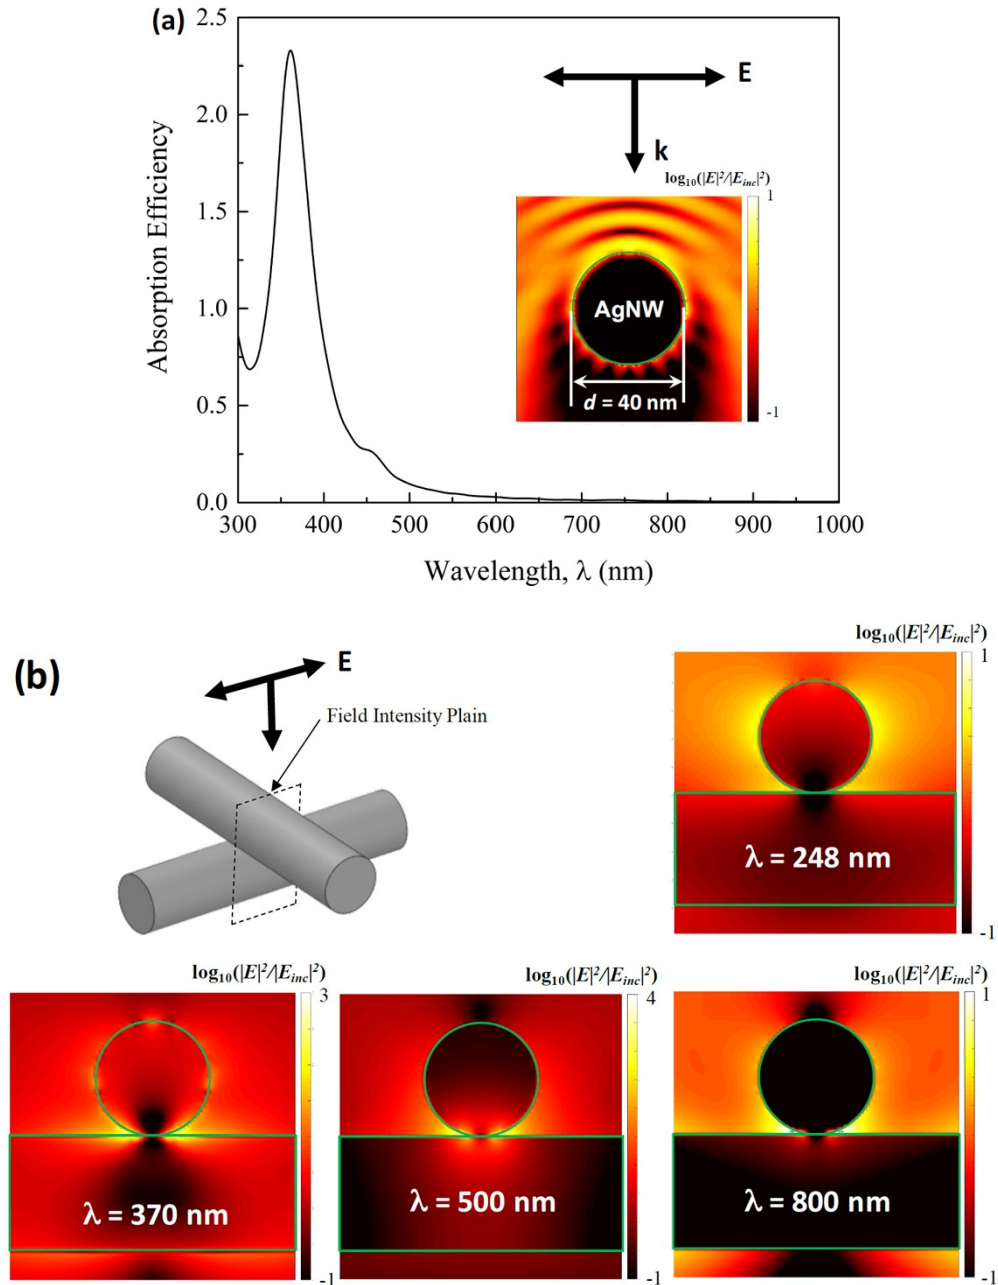 (a)
2.5
2.0
1.5
1.0
0.5
0.0
Absorption Efficiency
300 400 500 600 700 800 900 1000
Wavelength, λ (nm)
E
k
log₁₀(|E|²/|Eᵢₙc|²)
1
-1
AgNW
d = 40 nm
(b)
E
Field Intensity Plain
log₁₀(|E|²/|Eᵢₙc|²)
1
-1
λ = 248 nm
log₁₀(|E|²/|Eᵢₙc|²)
3
-1
λ = 370 nm
log₁₀(|E|²/|Eᵢₙc|²)
4
-1
λ = 500 nm
log₁₀(|E|²/|Eᵢₙc|²)
1
-1
λ = 800 nm